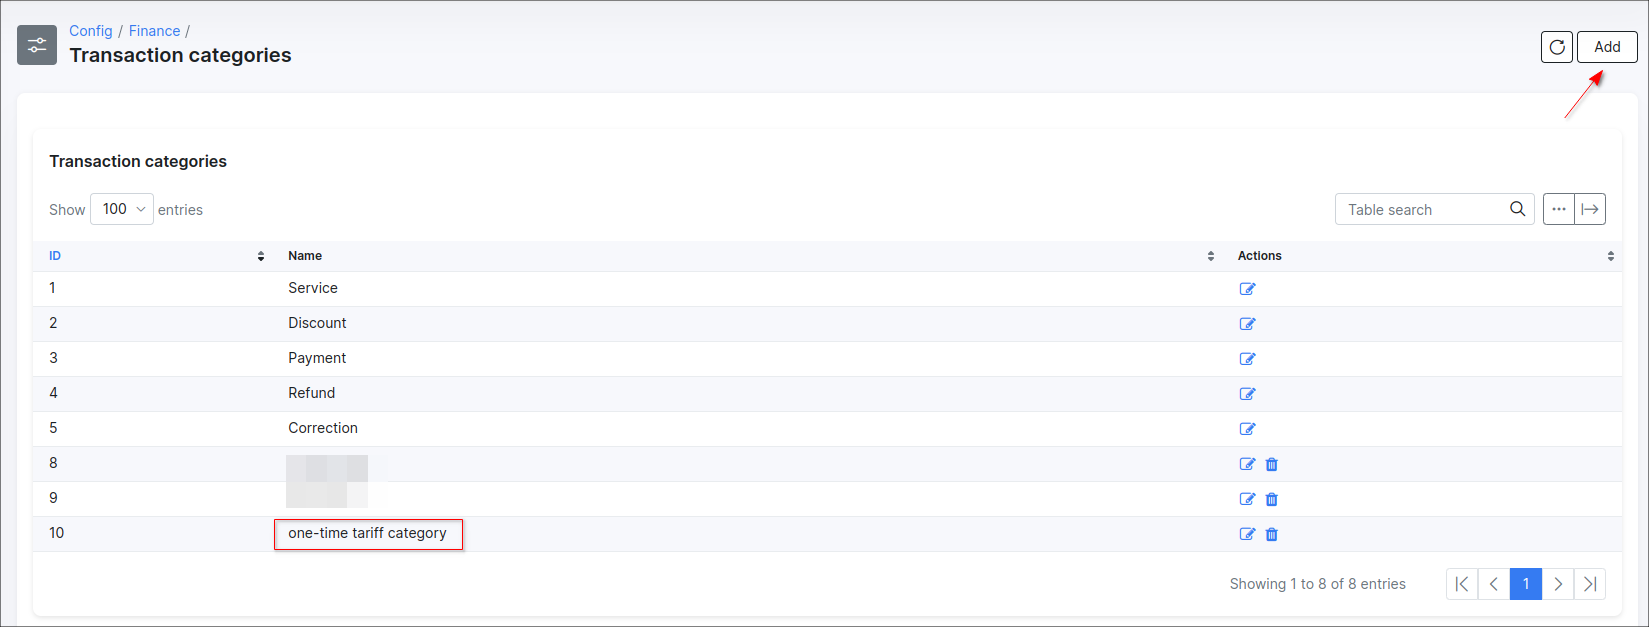 Config / Finance /
Transaction categories
Add
Transaction categories
Show 100 entries
Table search
ID Name Actions
1 Service
2 Discount
3 Payment
4 Refund
5 Correction
8
9
10 one-time tariff category
Showing 1 to 8 of 8 entries
1